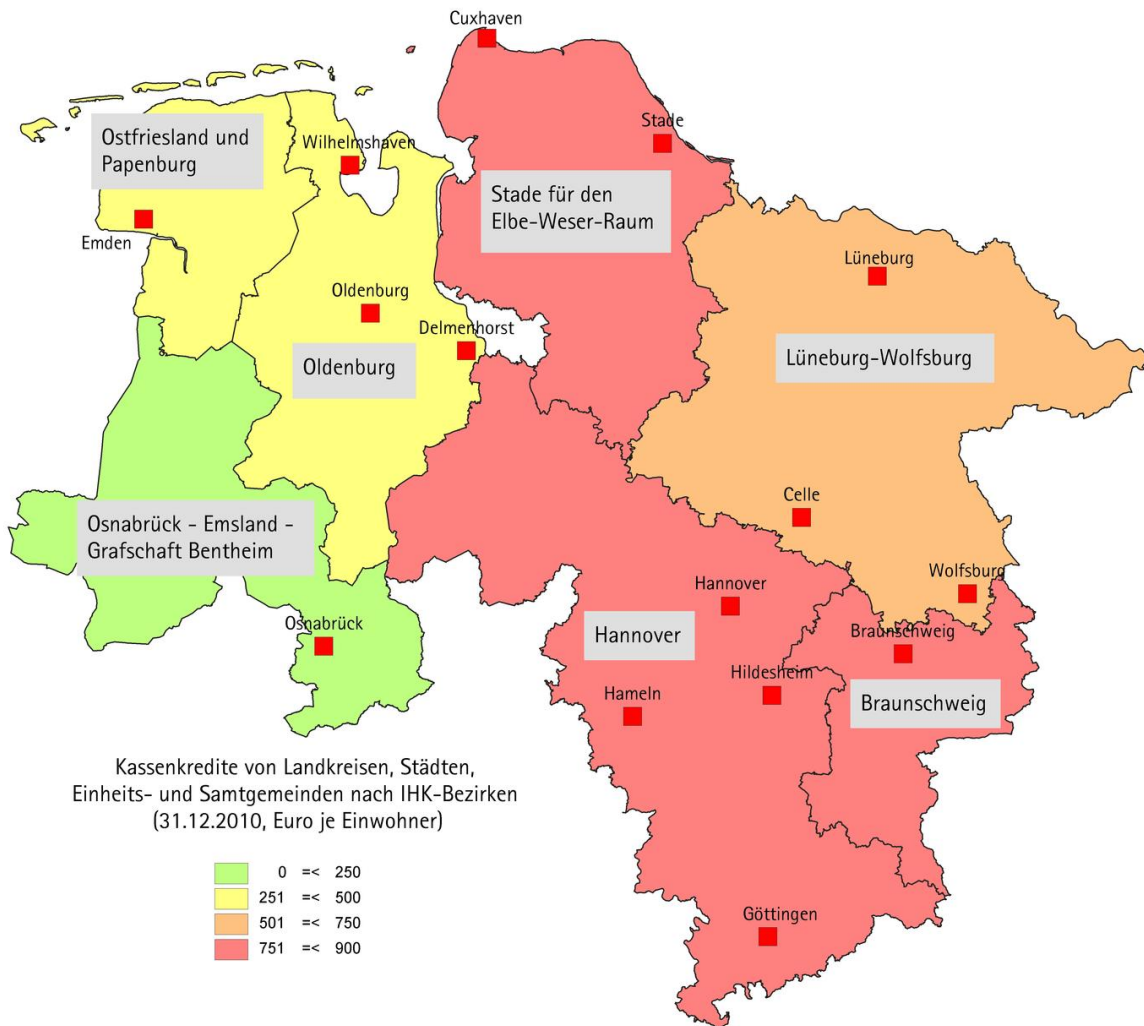 Cuxhaven
Stade
Ostfriesland und
Papenburg
Wilhelmshaven
Stade für den
Elbe-Weser-Raum
Emden
Lüneburg
Oldenburg
Delmenhorst
Oldenburg
Lüneburg-Wolfsburg
Celle
Osnabrück - Emsland -
Grafschaft Bentheim
Wolfsburg
Hannover
Osnabrück
Hannover
Braunschweig
Hildesheim
Hameln
Braunschweig
Kassenkredite von Landkreisen, Städten,
Einheits- und Samtgemeinden nach IHK-Bezirken
(31.12.2010, Euro je Einwohner)
0 =< 250
251 =< 500
501 =< 750
751 =< 900
Göttingen